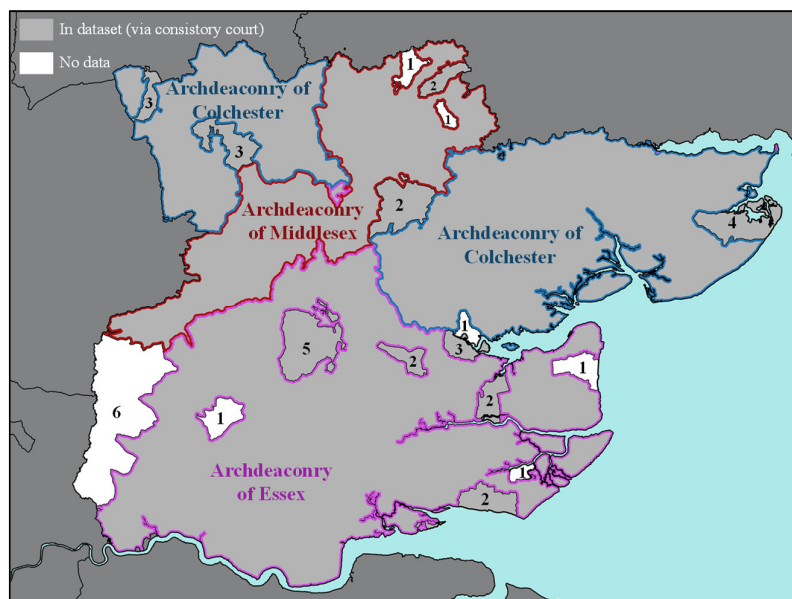 In dataset (via consistory court)
No data
1
2
1
3
Archdeaconry of
Colchester
3
2
Archdeaconry
of Middlesex
4
Archdeaconry of
Colchester
1
3
5
2
1
2
6
1
1
Archdeaconry
of Essex
2